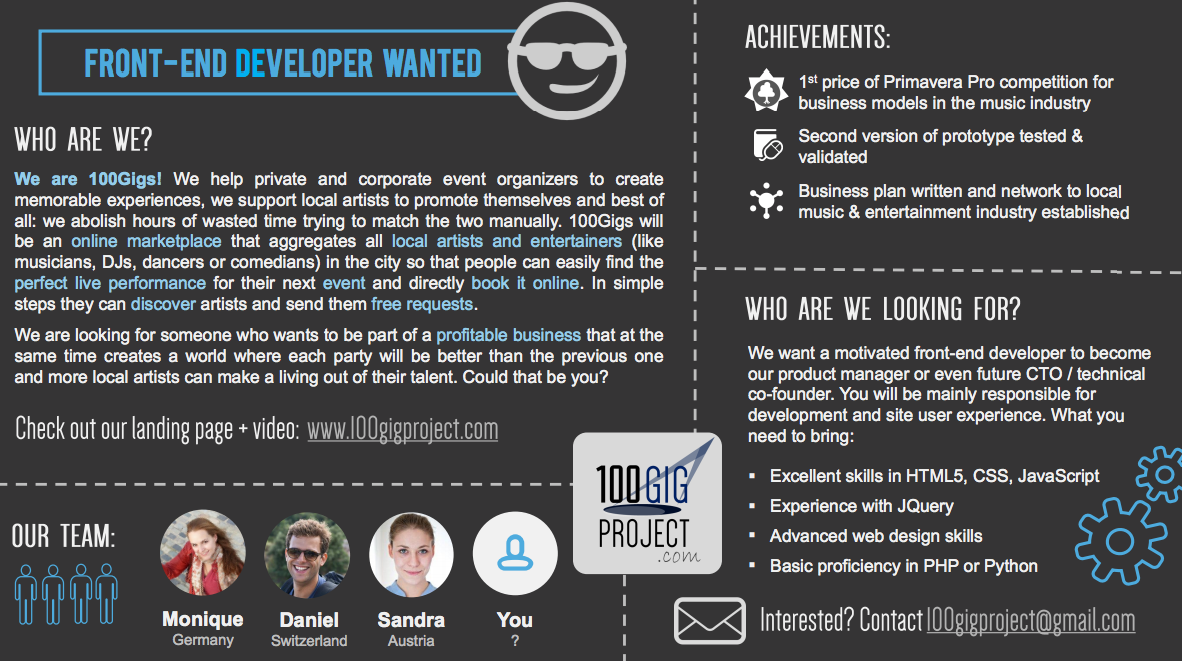 FRONT-END DEVELOPER WANTED
WHO ARE WE?
We are 100Gigs! We help private and corporate event organizers to create
memorable experiences, we support local artists to promote themselves and best of
all: we abolish hours of wasted time trying to match the two manually. 100Gigs will
be an online marketplace that aggregates all local artists and entertainers (like
musicians, DJs, dancers or comedians) in the city so that people can easily find the
perfect live performance for their next event and directly book it online. In simple
steps they can discover artists and send them free requests.
We are looking for someone who wants to be part of a profitable business that at the
same time creates a world where each party will be better than the previous one
and more local artists can make a living out of their talent. Could that be you?
Check out our landing page + video: www.100gigproject.com
OUR TEAM:
Monique
Germany
Daniel
Switzerland
Sandra
Austria
You
?
100GIG
PROJECT
.com
ACHIEVEMENTS:
1st price of Primavera Pro competition for
business models in the music industry
Second version of prototype tested &
validated
Business plan written and network to local
music & entertainment industry established
WHO ARE WE LOOKING FOR?
We want a motivated front-end developer to become
our product manager or even future CTO / technical
co-founder. You will be mainly responsible for
development and site user experience. What you
need to bring:
▪ Excellent skills in HTML5, CSS, JavaScript
▪ Experience with JQuery
▪ Advanced web design skills
▪ Basic proficiency in PHP or Python
Interested? Contact 100gigproject@gmail.com